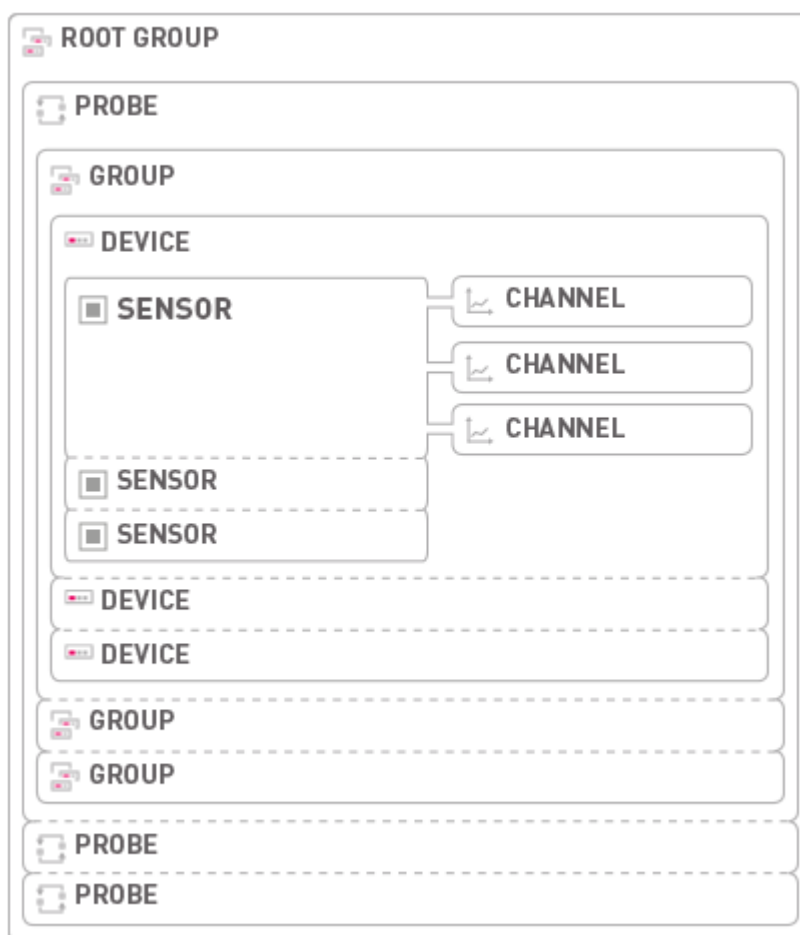 ROOT GROUP
PROBE
GROUP
DEVICE
SENSOR
CHANNEL
CHANNEL
CHANNEL
SENSOR
SENSOR
DEVICE
DEVICE
GROUP
GROUP
PROBE
PROBE